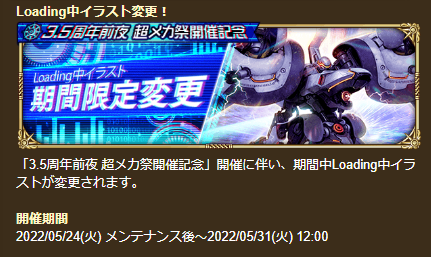 Loading中イラスト変更！
3.5周年前夜 超メカ祭開催記念
Loading中イラスト
期間限定変更
「3.5周年前夜 超メカ祭開催記念」開催に伴い、期間中Loading中イラ
ストが変更されます。
開催期間
2022/05/24(火) メンテナンス後～2022/05/31(火) 12:00